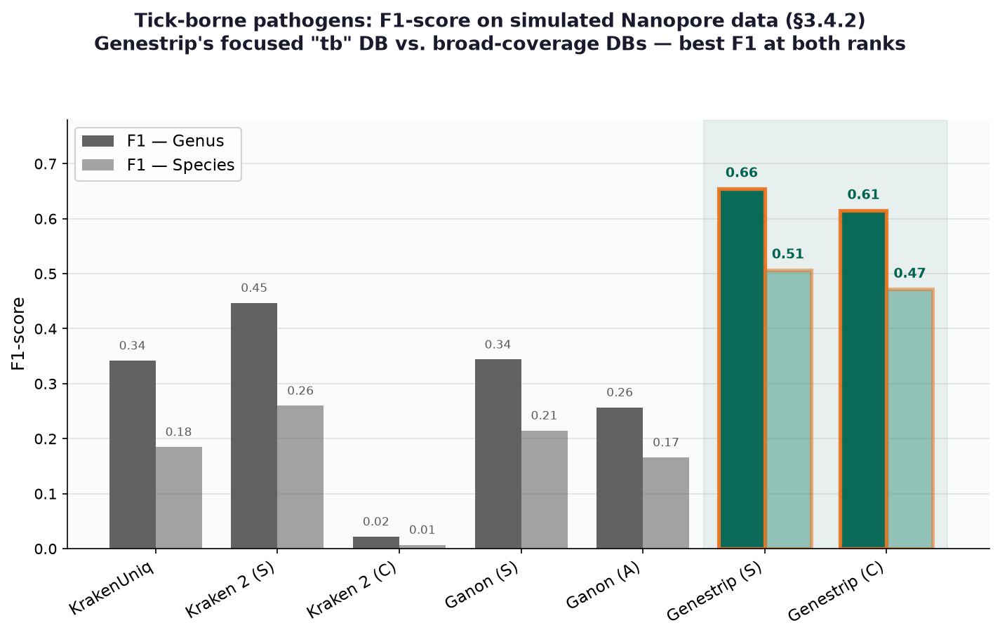 Tick-borne pathogens: F1-score on simulated Nanopore data (§3.4.2)
Genestrip's focused "tb" DB vs. broad-coverage DBs — best F1 at both ranks
F1 — Genus
F1 — Species
F1-score
0.7
0.6
0.5
0.4
0.3
0.2
0.1
0.0
0.34
0.18
0.45
0.26
0.02
0.01
0.34
0.21
0.26
0.17
0.66
0.51
0.61
0.47
KrakenUniq
Kraken 2 (S)
Kraken 2 (C)
Ganon (S)
Ganon (A)
Genestrip (S)
Genestrip (C)